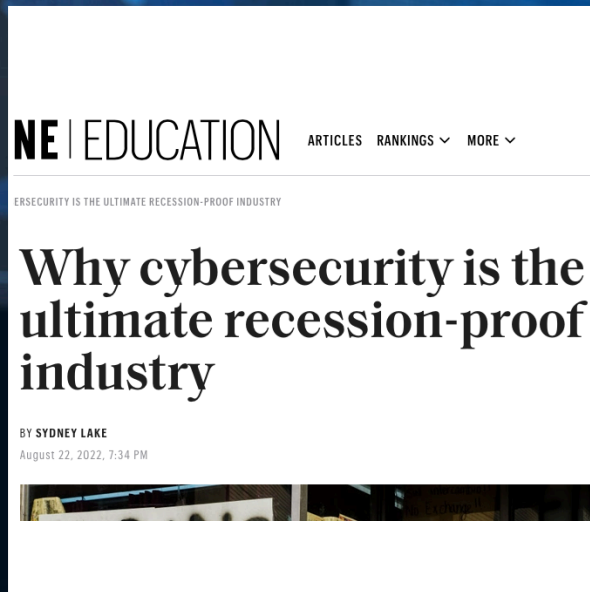 NE | EDUCATION ARTICLES RANKINGS MORE
ERSECURITY IS THE ULTIMATE RECESSION-PROOF INDUSTRY
Why cybersecurity is the
ultimate recession-proof
industry
BY SYDNEY LAKE
August 22, 2022, 7:34 PM
Exchange!!